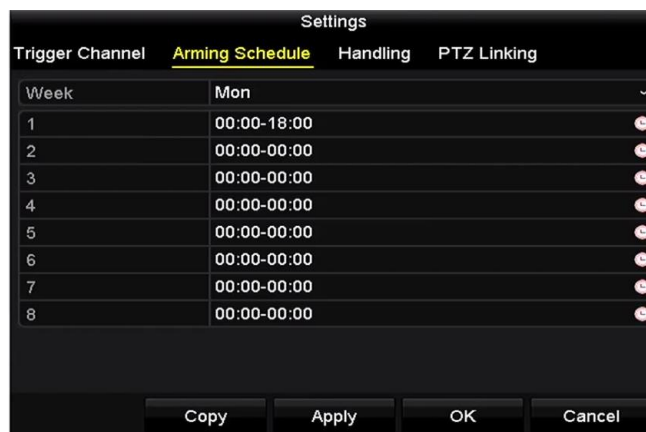 Settings
Trigger Channel Arming Schedule Handling PTZ Linking
Week Mon
1 00:00-18:00
2 00:00-00:00
3 00:00-00:00
4 00:00-00:00
5 00:00-00:00
6 00:00-00:00
7 00:00-00:00
8 00:00-00:00
Copy Apply OK Cancel